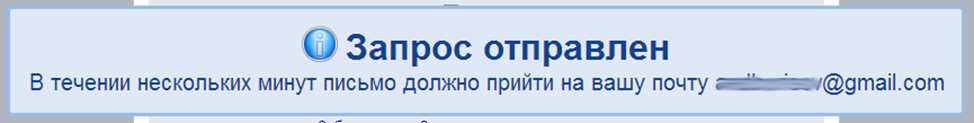 Запрос отправлен
В течении нескольких минут письмо должно прийти на вашу почту @gmail.com